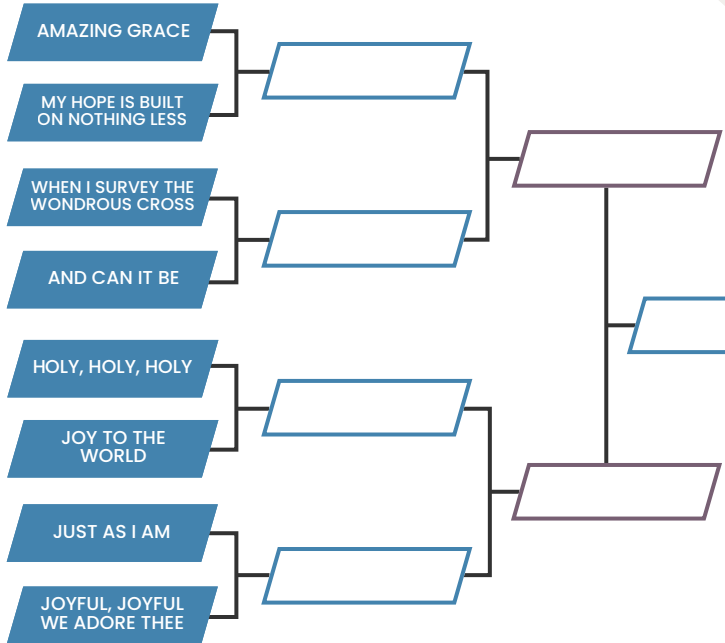 AMAZING GRACE
MY HOPE IS BUILT
ON NOTHING LESS
WHEN I SURVEY THE
WONDROUS CROSS
AND CAN IT BE
HOLY, HOLY, HOLY
JOY TO THE
WORLD
JUST AS I AM
JOYFUL, JOYFUL
WE ADORE THEE